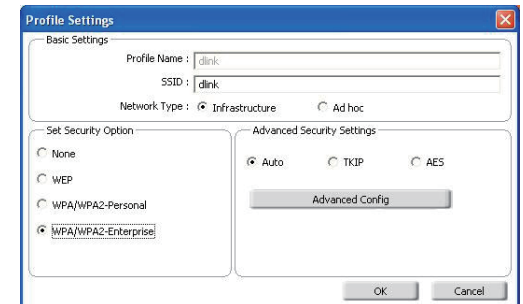 Profile Settings
Basic Settings
Profile Name : dlink
SSID : dlink
Network Type : Infrastructure Ad hoc
Set Security Option
None
WEP
WPA/WPA2-Personal
WPA/WPA2-Enterprise
Advanced Security Settings
Auto TKIP AES
Advanced Config
OK Cancel